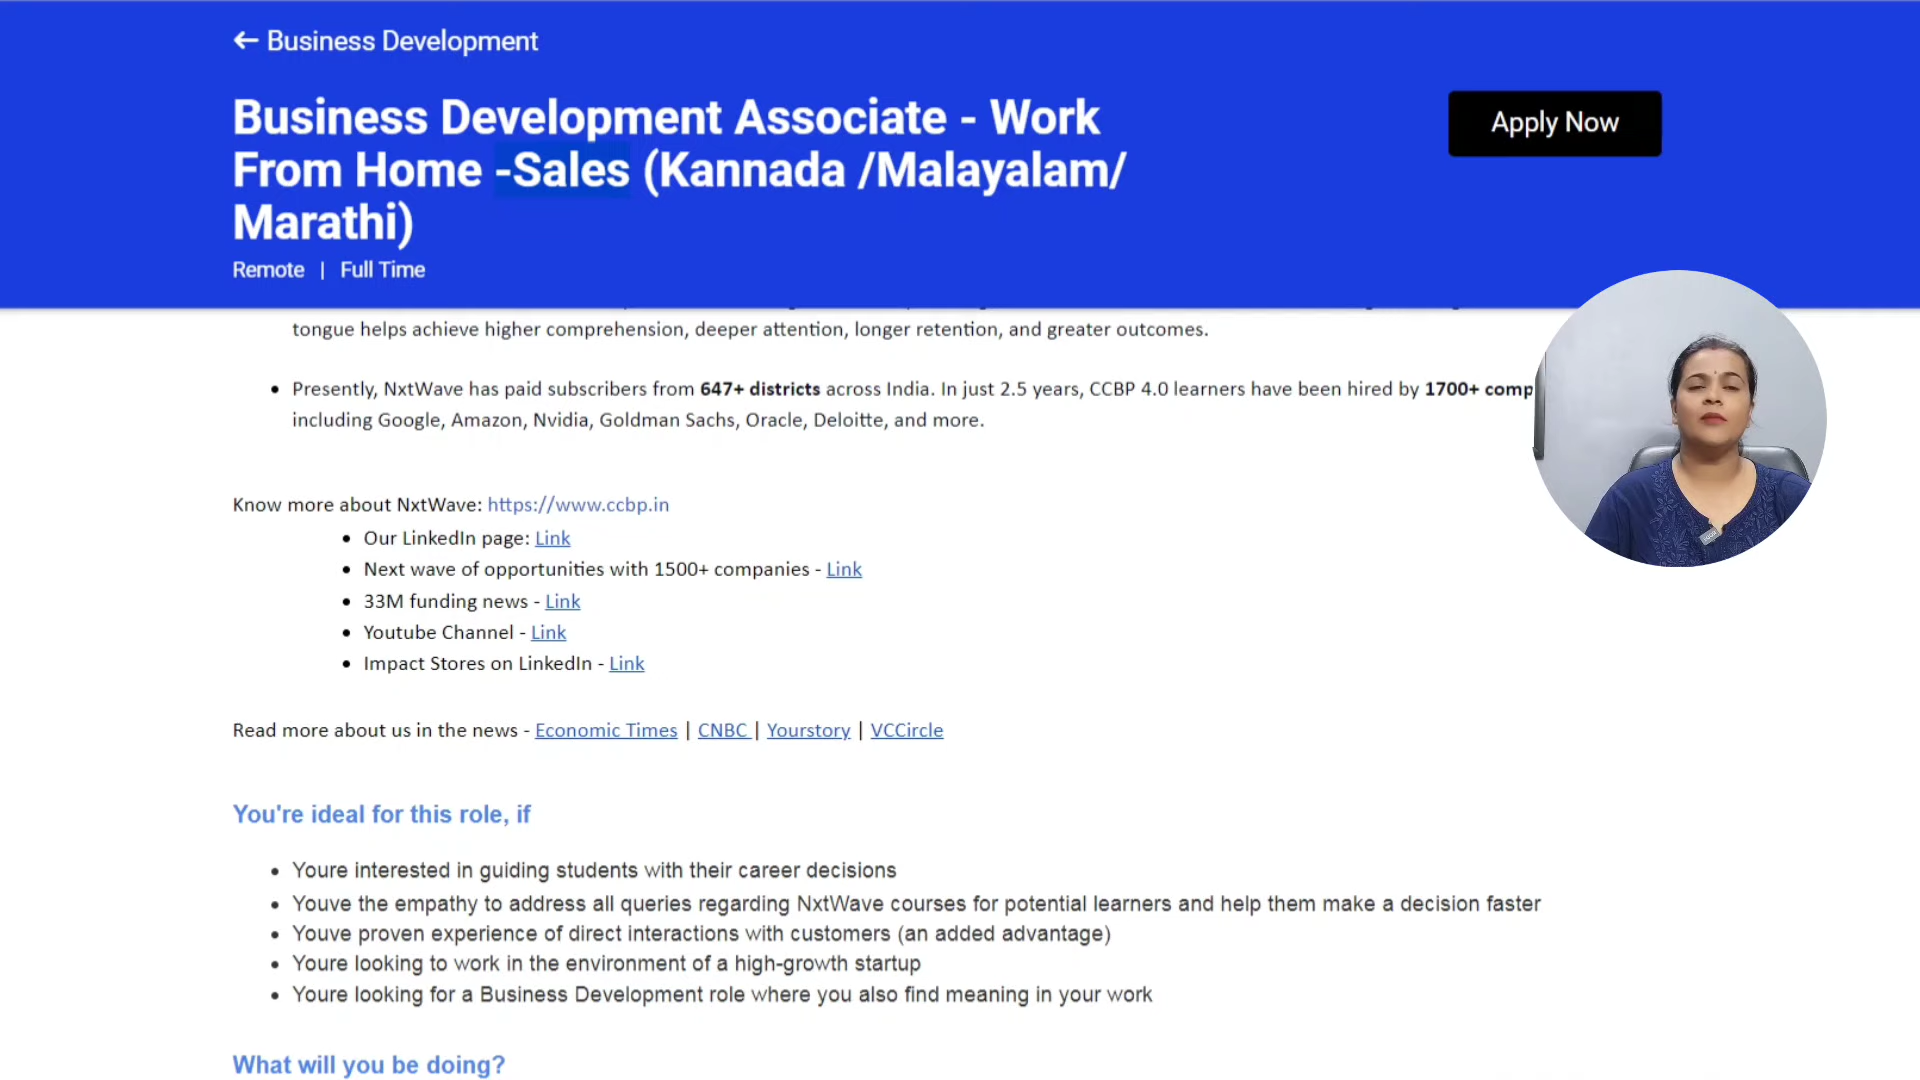 ← Business Development
Business Development Associate - Work
From Home -Sales (Kannada /Malayalam/
Marathi)
Remote | Full Time
Apply Now
tongue helps achieve higher comprehension, deeper attention, longer retention, and greater outcomes.
• Presently, NxtWave has paid subscribers from 647+ districts across India. In just 2.5 years, CCBP 4.0 learners have been hired by 1700+ comp
including Google, Amazon, Nvidia, Goldman Sachs, Oracle, Deloitte, and more.
Know more about NxtWave: https://www.ccbp.in
• Our LinkedIn page: Link
• Next wave of opportunities with 1500+ companies - Link
• 33M funding news - Link
• Youtube Channel - Link
• Impact Stores on LinkedIn - Link
Read more about us in the news - Economic Times | CNBC | Yourstory | VCCircle
You're ideal for this role, if
• Youre interested in guiding students with their career decisions
• Youve the empathy to address all queries regarding NxtWave courses for potential learners and help them make a decision faster
• Youve proven experience of direct interactions with customers (an added advantage)
• Youre looking to work in the environment of a high-growth startup
• Youre looking for a Business Development role where you also find meaning in your work
What will you be doing?